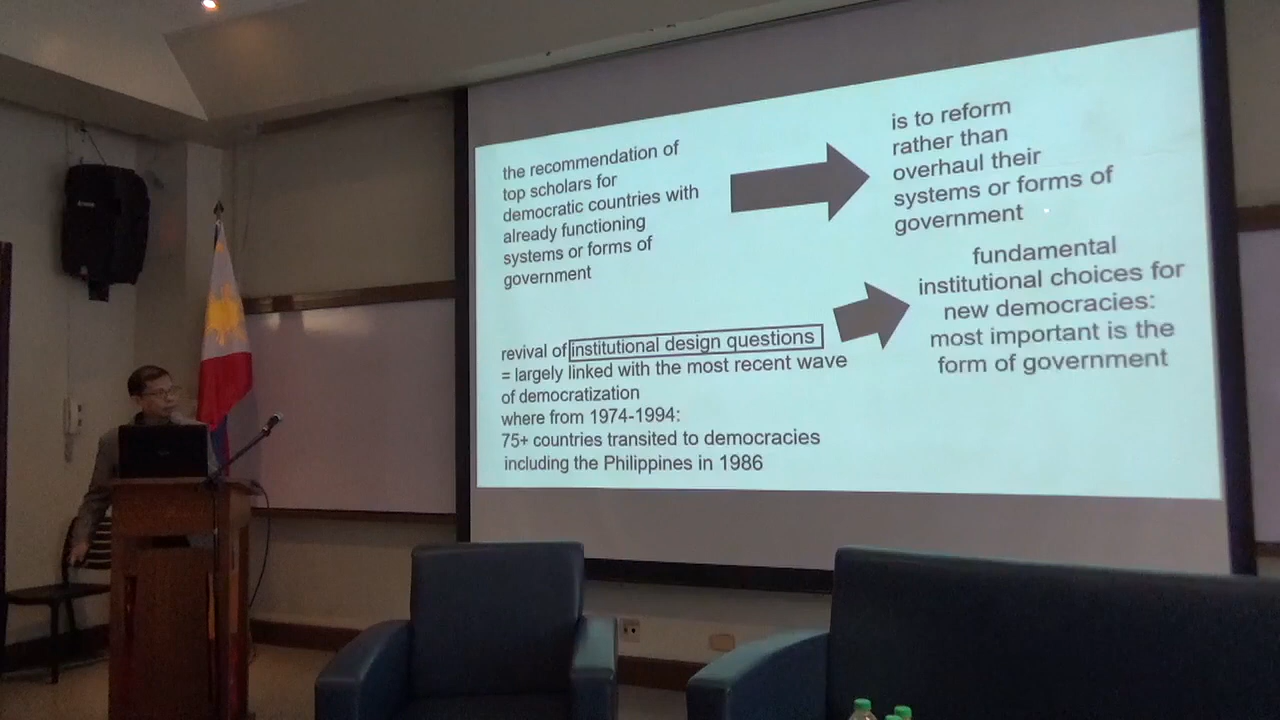 the recommendation of
top scholars for
democratic countries with
already functioning
systems or forms of
government
is to reform
rather than
overhaul their
systems or forms of
government
revival of institutional design questions
= largely linked with the most recent wave
of democratization
where from 1974-1994:
75+ countries transited to democracies
including the Philippines in 1986
fundamental
institutional choices for
new democracies:
most important is the
form of government